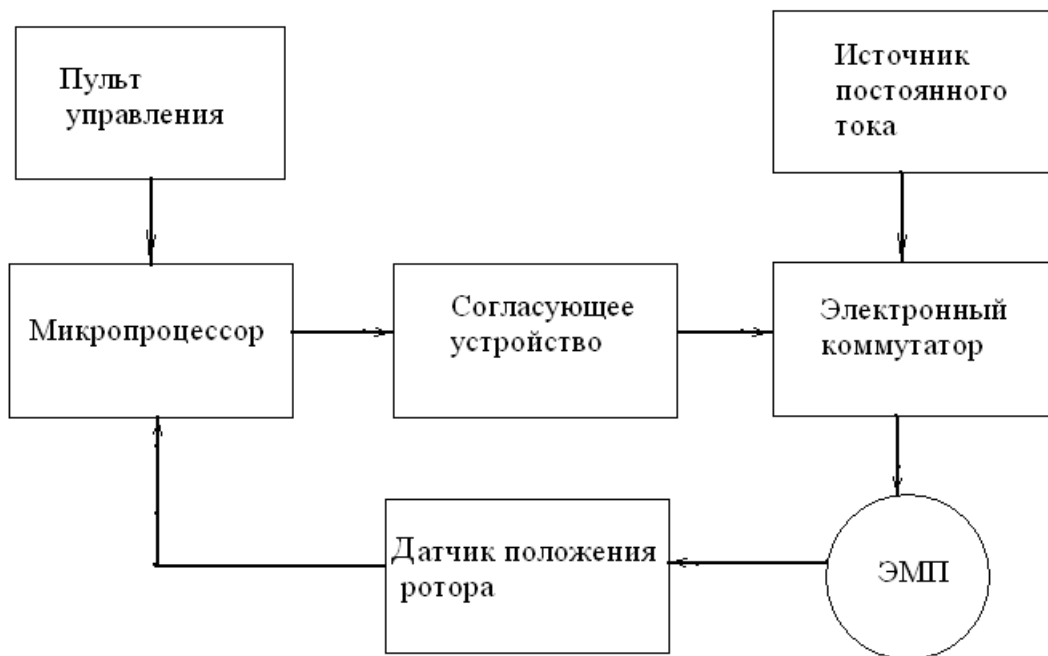 Пульт
управления
Источник
постоянного
тока
Микропроцессор
Согласующее
устройство
Электронный
коммутатор
Датчик положения
ротора
ЭМП